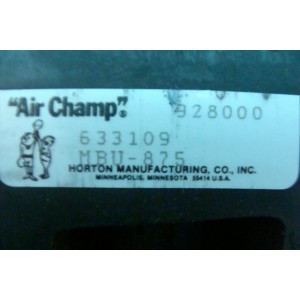 "Air Champ"® 928000
633109
MBU-875
HORTON MANUFACTURING, CO., INC.
MINNEAPOLIS, MINNESOTA 55414 U.S.A.